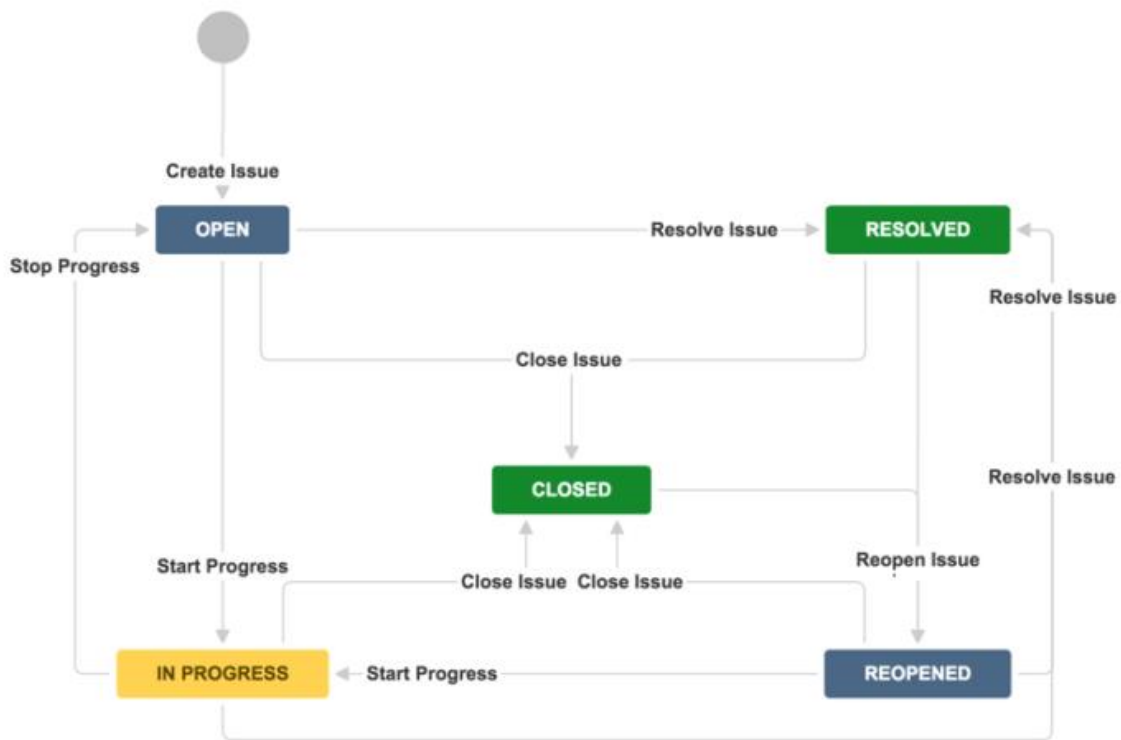 Create Issue
OPEN
Resolve Issue
RESOLVED
Stop Progress
Resolve Issue
Close Issue
CLOSED
Resolve Issue
Start Progress
Reopen Issue
Close Issue
Close Issue
IN PROGRESS
Start Progress
REOPENED